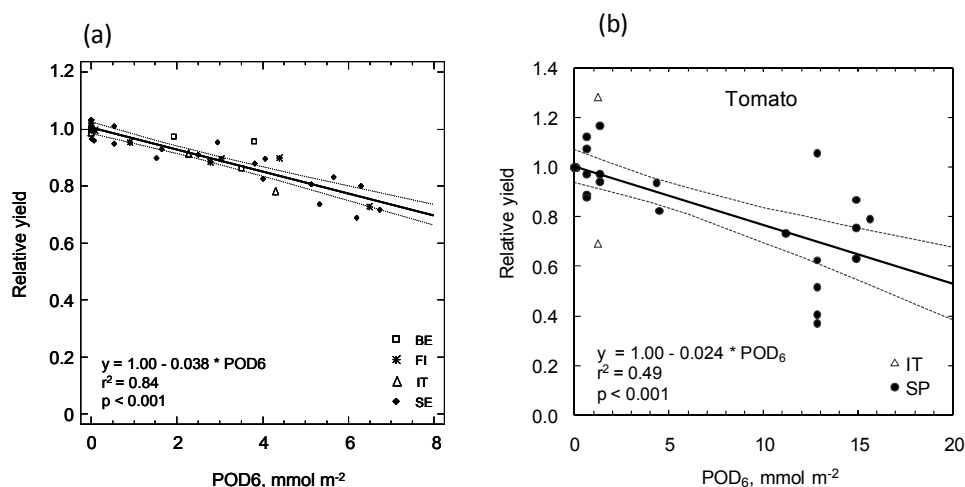 (a)
(b)
1.2
1.0
0.8
0.6
0.4
0.2
0
Relative yield
y = 1.00 - 0.038 * POD6
r² = 0.84
p < 0.001
BE
FI
IT
SE
0 2 4 6 8
POD6, mmol m⁻²
1.4
1.2
1.0
0.8
0.6
0.4
0.2
0.0
Relative yield
Tomato
y = 1.00 - 0.024 * POD₆
r² = 0.49
p < 0.001
IT
SP
0 5 10 15 20
POD₆, mmol m⁻²